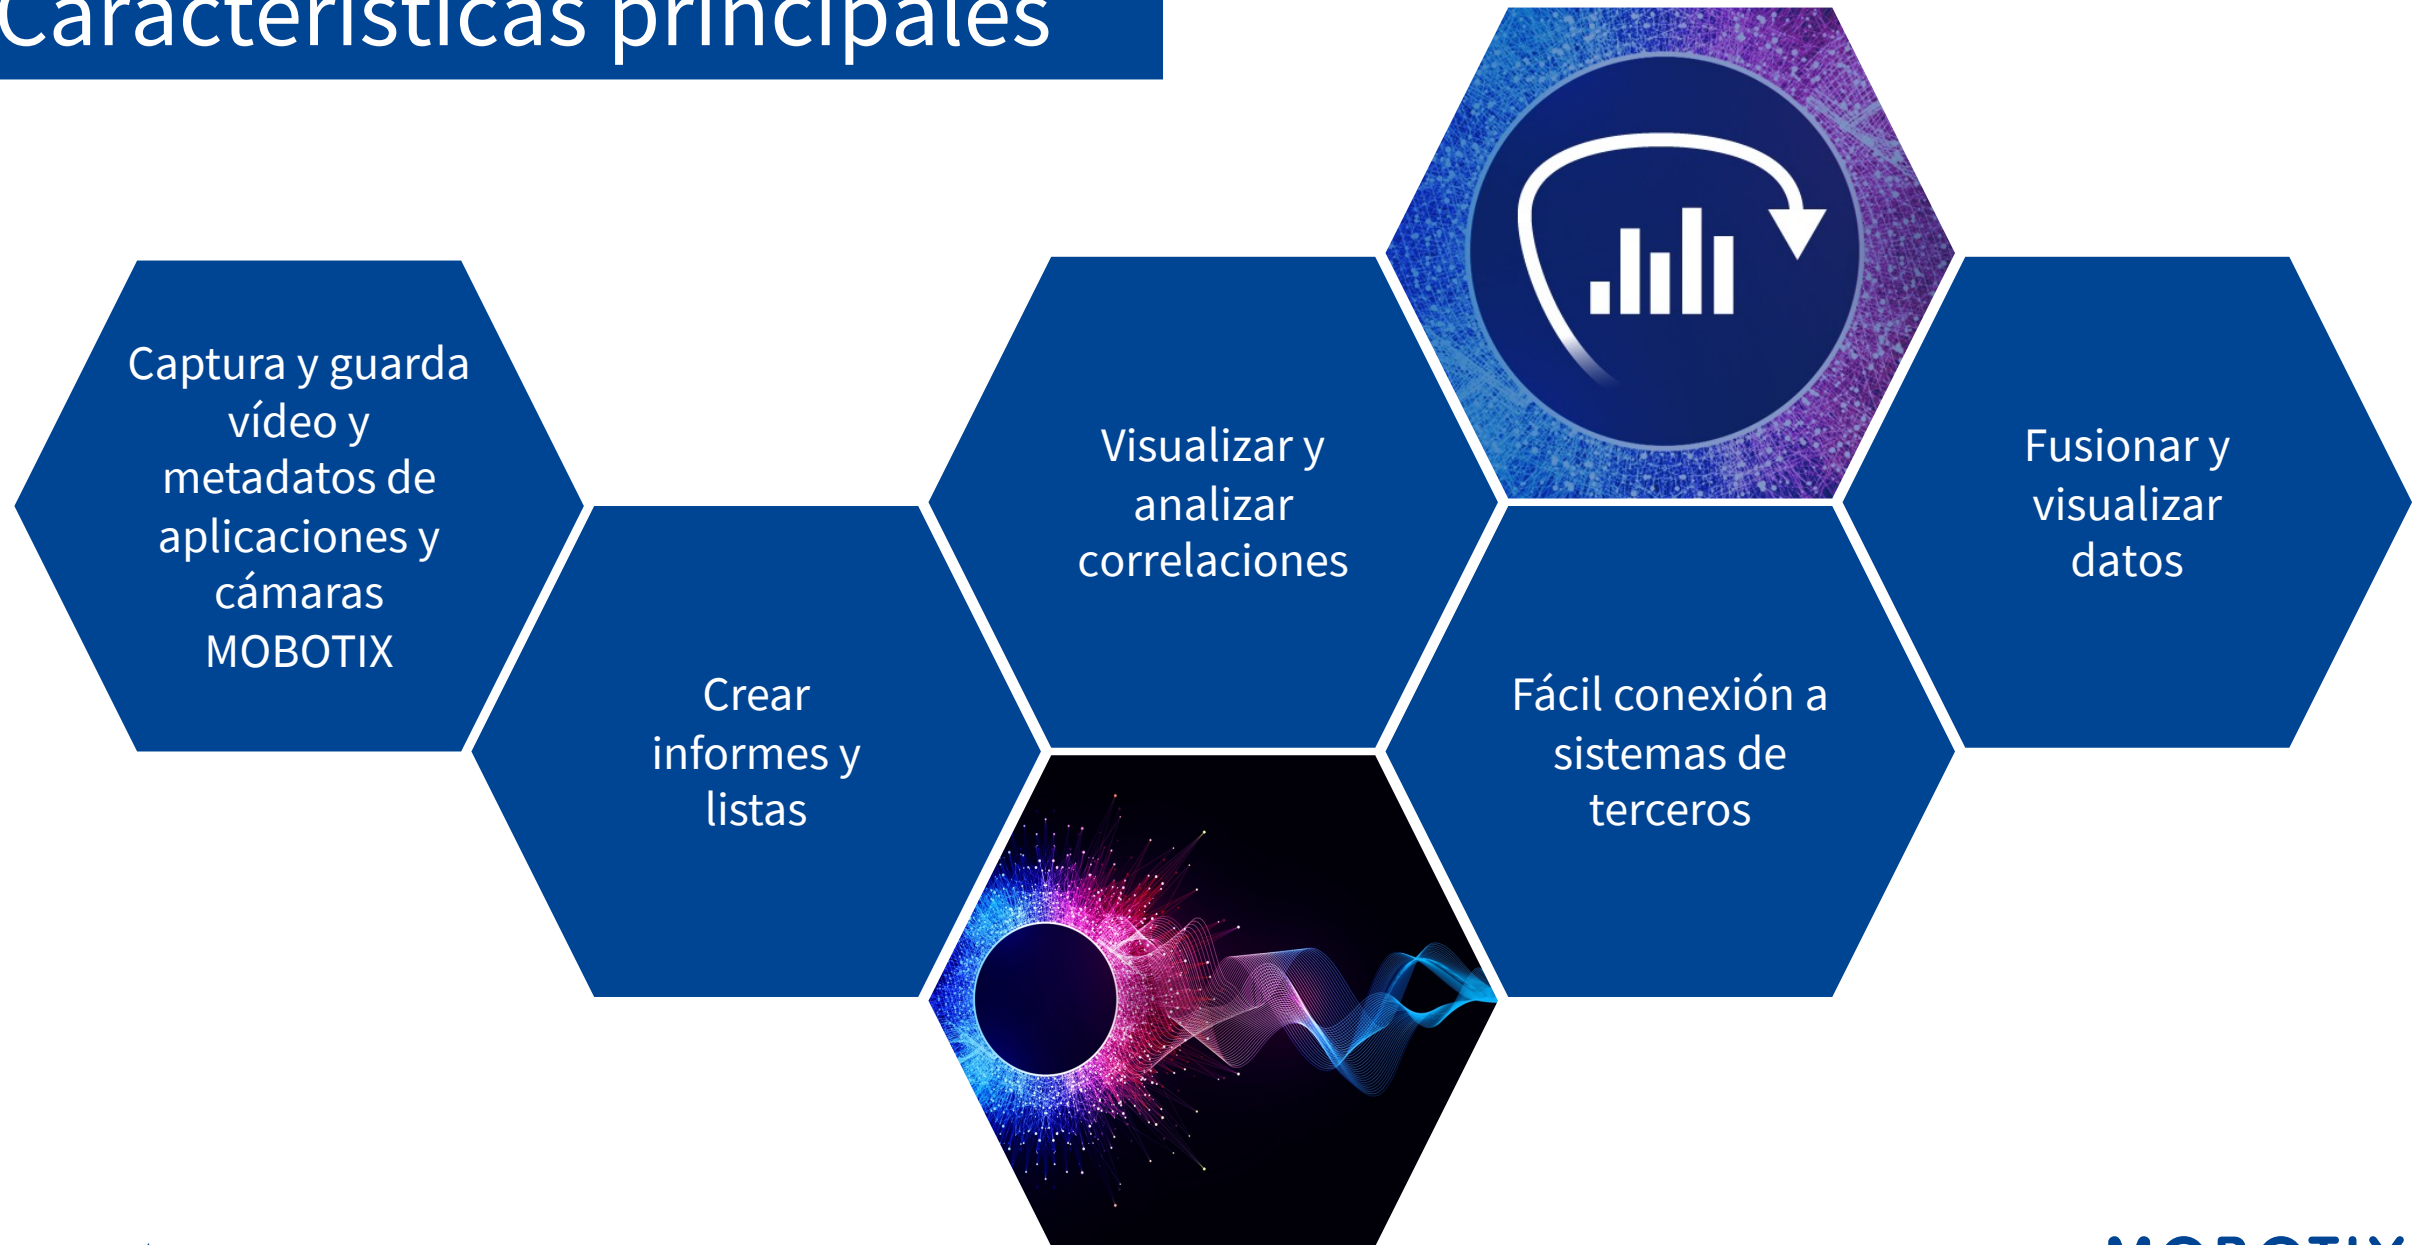 Características principales
Captura y guarda
vídeo y
metadatos de
aplicaciones y
cámaras
MOBOTIX
Crear
informes y
listas
Visualizar y
analizar
correlaciones
Fácil conexión a
sistemas de
terceros
Fusionar y
visualizar
datos
MOBOTIX